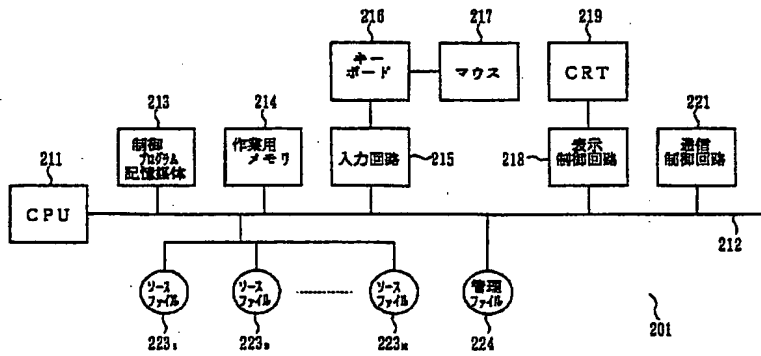 216
217
219
キー
ボード
マウス
CRT
213
214
221
制御
プログラム
記憶媒体
作業用
メモリ
入力回路
215
218
表示
制御回路
通信
制御回路
211
CPU
212
ソース
ファイル
ソース
ファイル
ソース
ファイル
管理
ファイル
223
223
223
224
201